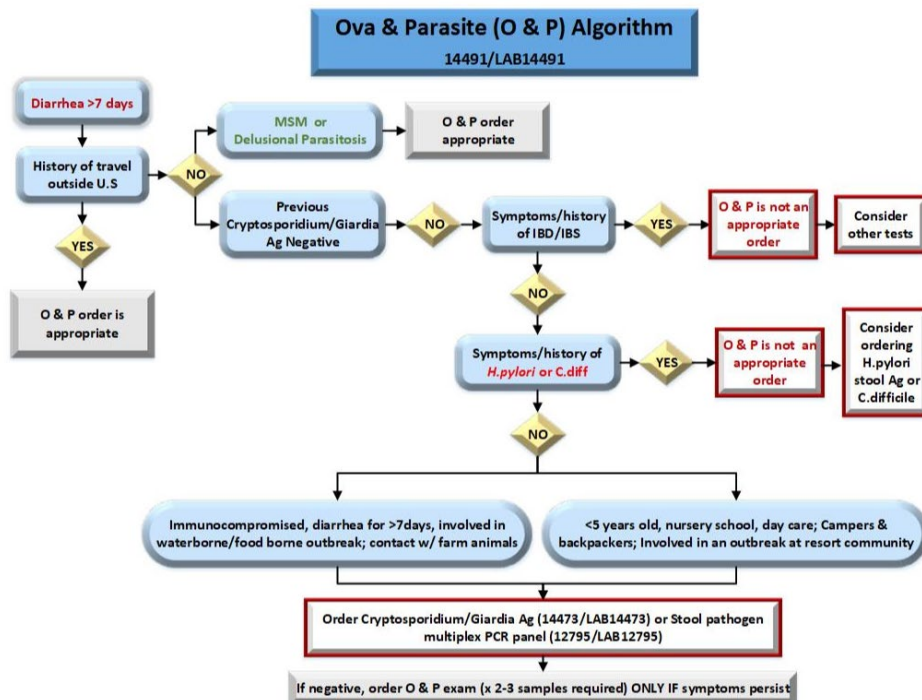 Ova & Parasite (O & P) Algorithm
14491/LAB14491
Diarrhea >7 days
History of travel
outside U.S
YES
O & P order is
appropriate
NO
MSM or
Delusional Parasitosis
O & P order
appropriate
Previous
Cryptosporidium/Giardia
Ag Negative
NO
Symptoms/history
of IBD/IBS
YES
O & P is not an
appropriate
order
Consider
other tests
NO
Symptoms/history of
H.pylori or C.diff
YES
O & P is not an
appropriate
order
Consider
ordering
H.pylori
stool Ag or
C.difficile
NO
Immunocompromised, diarrhea for >7days, involved in
waterborne/food borne outbreak; contact w/ farm animals
<5 years old, nursery school, day care; Campers &
backpackers; Involved in an outbreak at resort community
Order Cryptosporidium/Giardia Ag (14473/LAB14473) or Stool pathogen
multiplex PCR panel (12795/LAB12795)
If negative, order O & P exam (x 2-3 samples required) ONLY IF symptoms persist